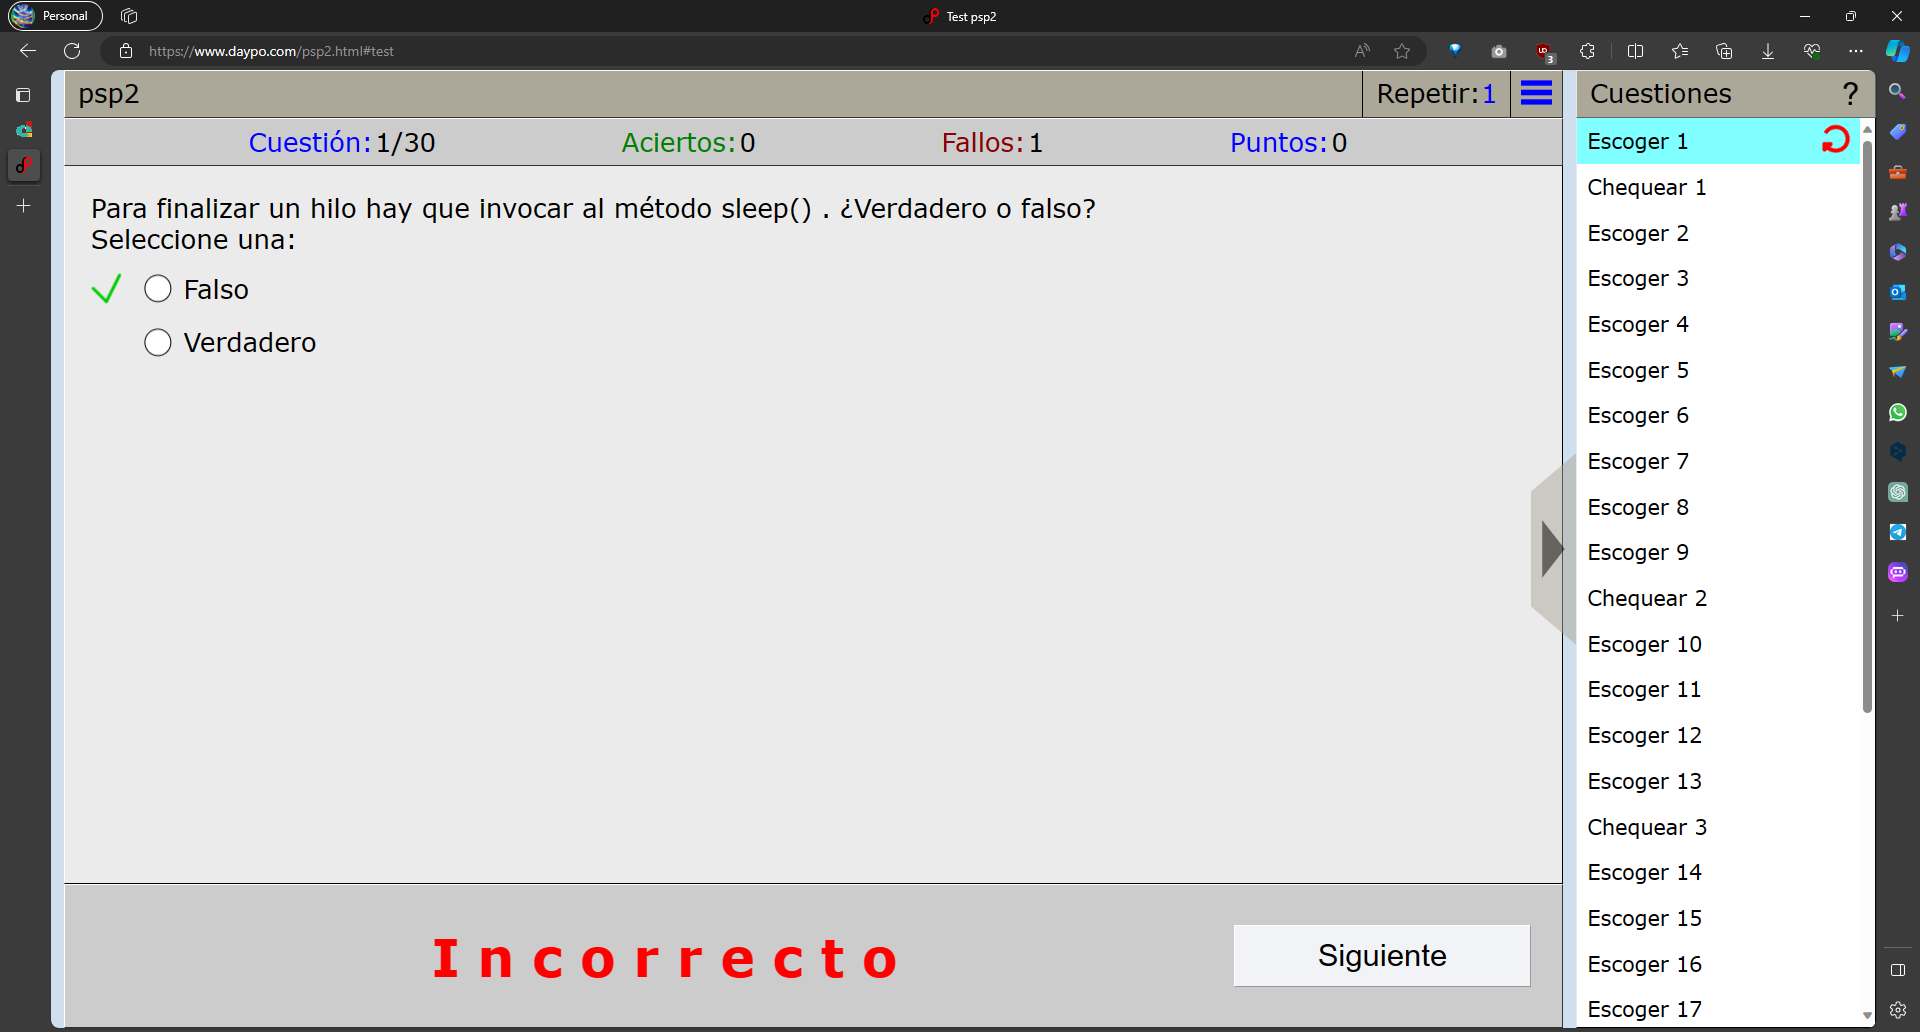 Personal
Test psp2
https://www.daypo.com/psp2.html#test
3
psp2
Repetir:1
Cuestión:1/30
Aciertos:0
Fallos:1
Puntos:0
Para finalizar un hilo hay que invocar al método sleep() . ¿Verdadero o falso?
Seleccione una:
Falso
Verdadero
Incorrecto
Siguiente
Cuestiones
?
Escoger 1
Chequear 1
Escoger 2
Escoger 3
Escoger 4
Escoger 5
Escoger 6
Escoger 7
Escoger 8
Escoger 9
Chequear 2
Escoger 10
Escoger 11
Escoger 12
Escoger 13
Chequear 3
Escoger 14
Escoger 15
Escoger 16
Escoger 17